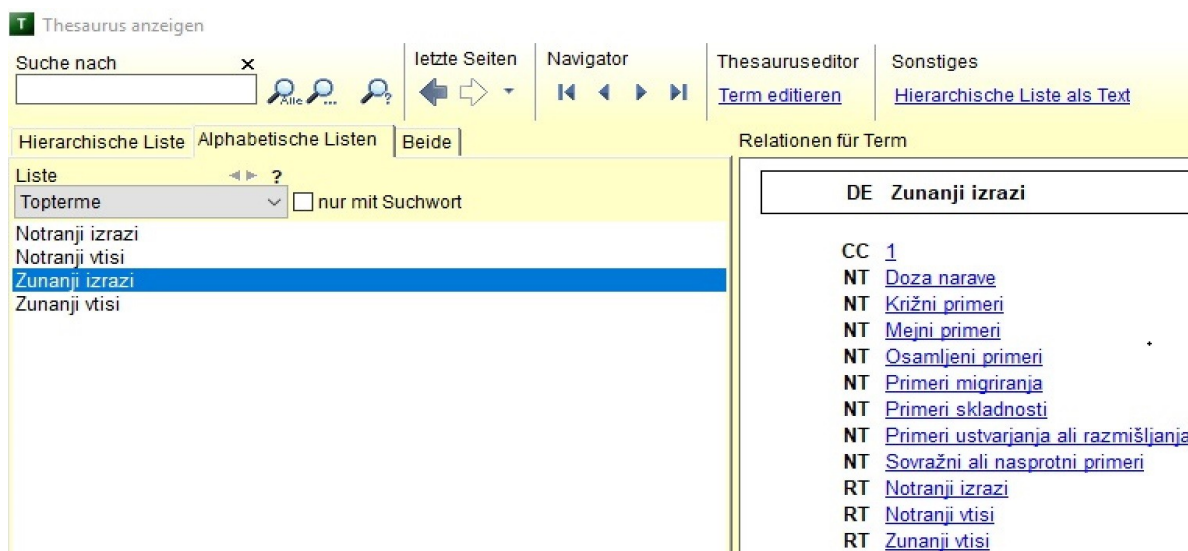 Thesaurus anzeigen
Suche nach
letzte Seiten
Navigator
Thesauruseditor
Sonstiges
Alle
Term editieren
Hierarchische Liste als Text
Hierarchische Liste
Alphabetische Listen
Beide
Liste
?
Topterme
nur mit Suchwort
Notranji izrazi
Notranji vtisi
Zunanji izrazi
Zunanji vtisi
Relationen für Term
DE Zunanji izrazi
CC 1
NT Doza narave
NT Križni primeri
NT Mejni primeri
NT Osamljeni primeri
NT Primeri migriranja
NT Primeri skladnosti
NT Primeri ustvarjanja ali razmišljanja
NT Sovražni ali nasprotni primeri
RT Notranji izrazi
RT Notranji vtisi
RT Zunanji vtisi